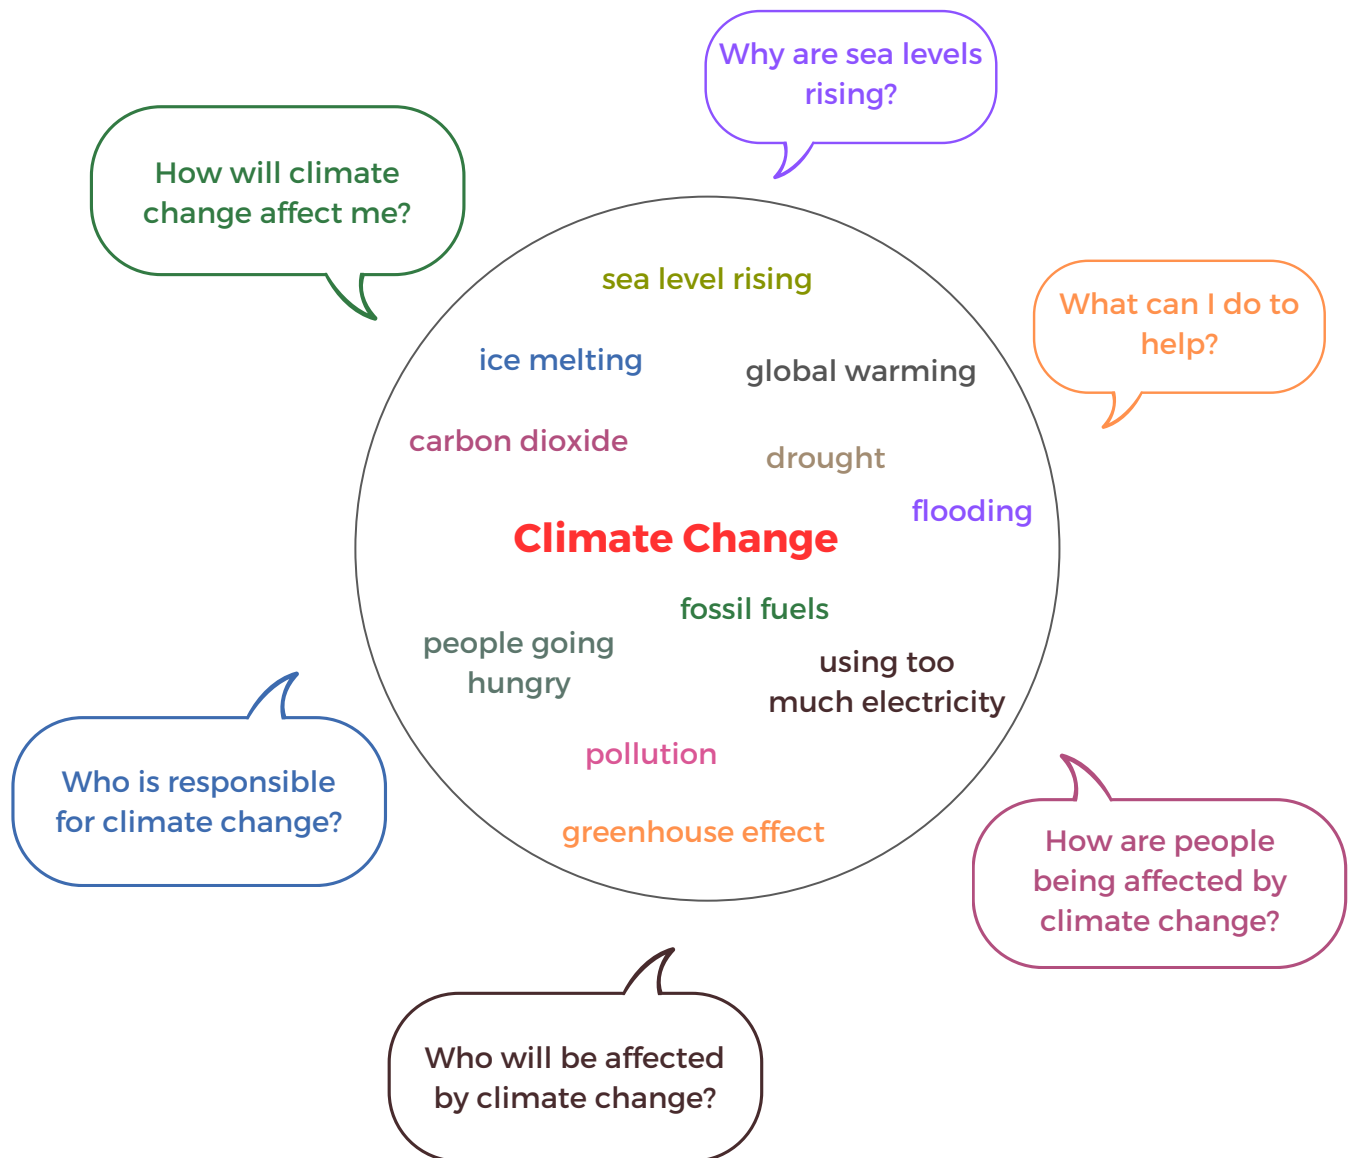 Why are sea levels
rising?
How will climate
change affect me?
sea level rising
What can I do to
help?
ice melting
global warming
carbon dioxide
drought
flooding
Climate Change
fossil fuels
people going
hungry
using too
much electricity
pollution
Who is responsible
for climate change?
greenhouse effect
How are people
being affected by
climate change?
Who will be affected
by climate change?